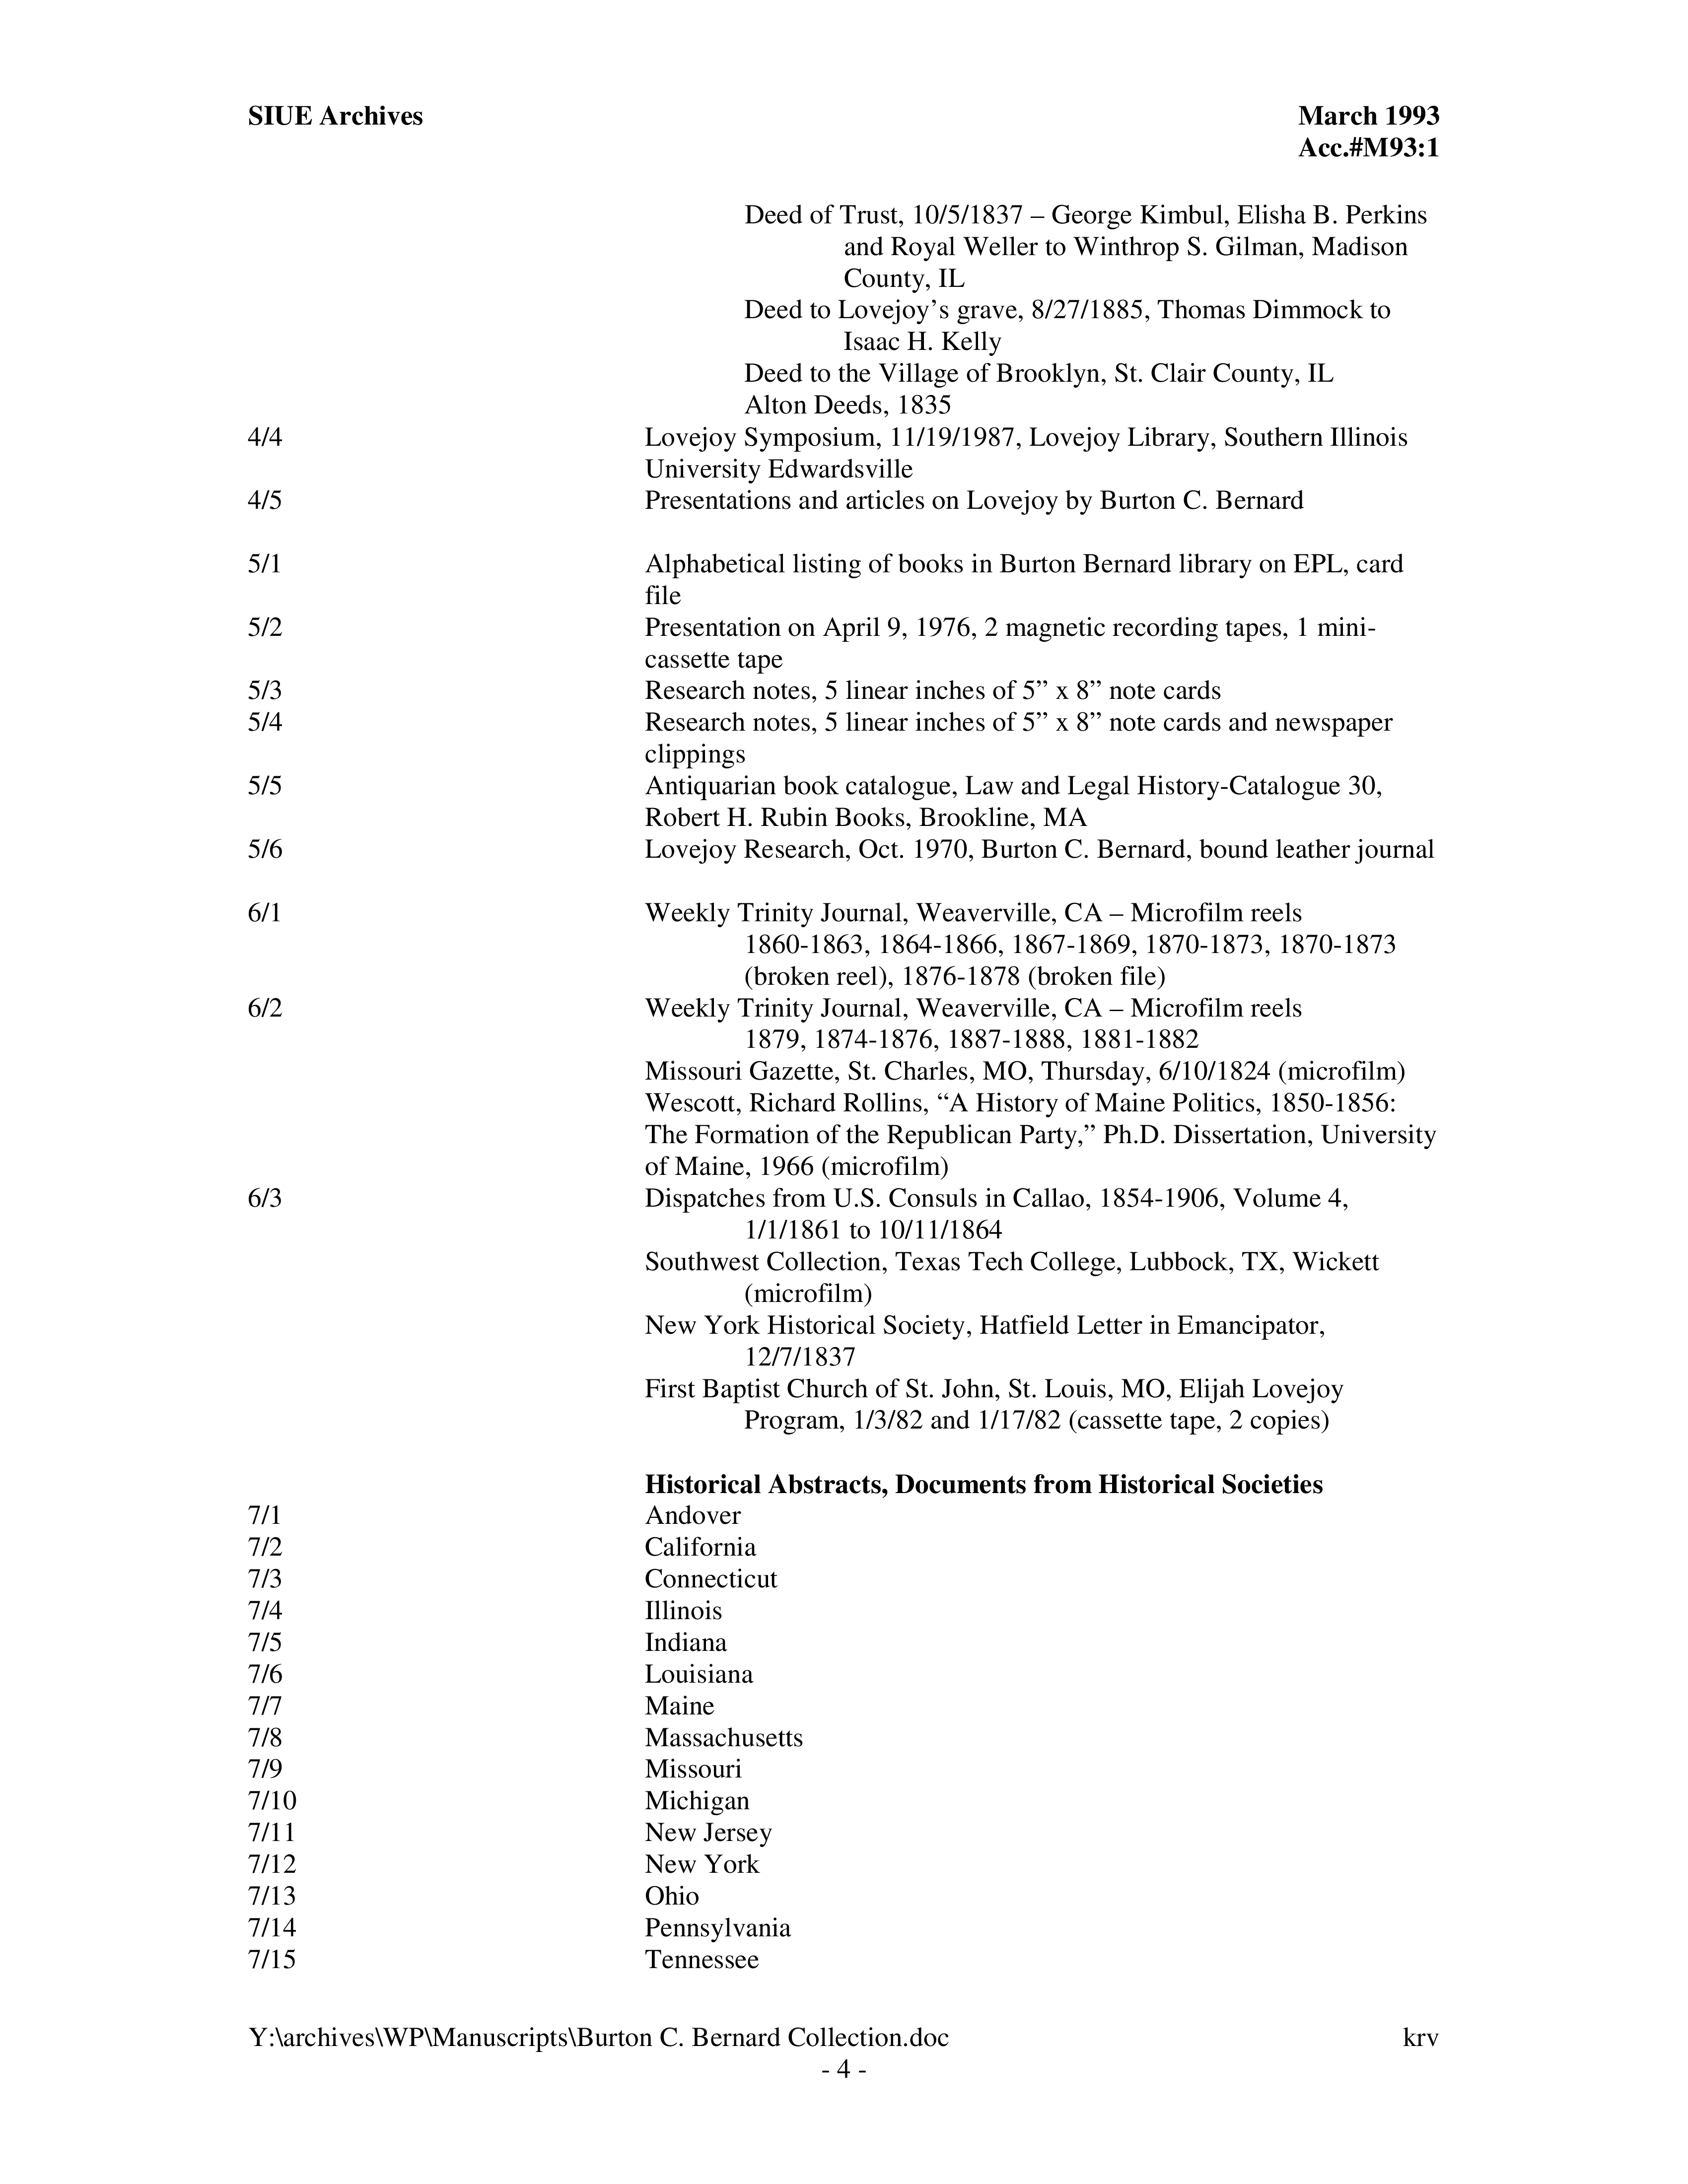 SIUE Archives March 1993
Acc.#M93:1
Deed of Trust, 10/5/1837 – George Kimbul, Elisha B. Perkins
and Royal Weller to Winthrop S. Gilman, Madison
County, IL
Deed to Lovejoy’s grave, 8/27/1885, Thomas Dimmock to
Isaac H. Kelly
Deed to the Village of Brooklyn, St. Clair County, IL
Alton Deeds, 1835
4/4 Lovejoy Symposium, 11/19/1987, Lovejoy Library, Southern Illinois
University Edwardsville
4/5 Presentations and articles on Lovejoy by Burton C. Bernard
5/1 Alphabetical listing of books in Burton Bernard library on EPL, card
file
5/2 Presentation on April 9, 1976, 2 magnetic recording tapes, 1 mini-
cassette tape
5/3 Research notes, 5 linear inches of 5” x 8” note cards
5/4 Research notes, 5 linear inches of 5” x 8” note cards and newspaper
clippings
5/5 Antiquarian book catalogue, Law and Legal History-Catalogue 30,
Robert H. Rubin Books, Brookline, MA
5/6 Lovejoy Research, Oct. 1970, Burton C. Bernard, bound leather journal
6/1 Weekly Trinity Journal, Weaverville, CA – Microfilm reels
1860-1863, 1864-1866, 1867-1869, 1870-1873, 1870-1873
(broken reel), 1876-1878 (broken file)
6/2 Weekly Trinity Journal, Weaverville, CA – Microfilm reels
1879, 1874-1876, 1887-1888, 1881-1882
Missouri Gazette, St. Charles, MO, Thursday, 6/10/1824 (microfilm)
Wescott, Richard Rollins, “A History of Maine Politics, 1850-1856:
The Formation of the Republican Party,” Ph.D. Dissertation, University
of Maine, 1966 (microfilm)
6/3 Dispatches from U.S. Consuls in Callao, 1854-1906, Volume 4,
1/1/1861 to 10/11/1864
Southwest Collection, Texas Tech College, Lubbock, TX, Wickett
(microfilm)
New York Historical Society, Hatfield Letter in Emancipator,
12/7/1837
First Baptist Church of St. John, St. Louis, MO, Elijah Lovejoy
Program, 1/3/82 and 1/17/82 (cassette tape, 2 copies)
Historical Abstracts, Documents from Historical Societies
7/1 Andover
7/2 California
7/3 Connecticut
7/4 Illinois
7/5 Indiana
7/6 Louisiana
7/7 Maine
7/8 Massachusetts
7/9 Missouri
7/10 Michigan
7/11 New Jersey
7/12 New York
7/13 Ohio
7/14 Pennsylvania
7/15 Tennessee
Y:\archives\WP\Manuscripts\Burton C. Bernard Collection.doc krv
- 4 -